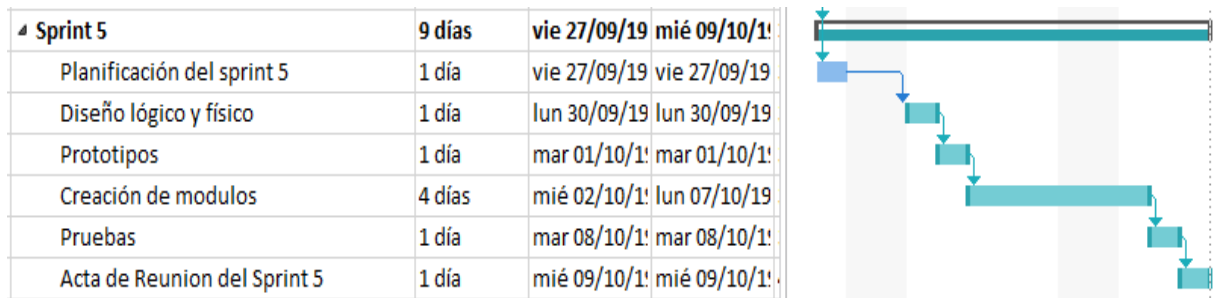 Sprint 5 9 días vie 27/09/19 mié 09/10/1
Planificación del sprint 5 1 día vie 27/09/19 vie 27/09/19
Diseño lógico y físico 1 día lun 30/09/19 lun 30/09/19
Prototipos 1 día mar 01/10/1 mar 01/10/1
Creación de modulos 4 días mié 02/10/1 lun 07/10/19
Pruebas 1 día mar 08/10/1 mar 08/10/1
Acta de Reunion del Sprint 5 1 día mié 09/10/1 mié 09/10/1